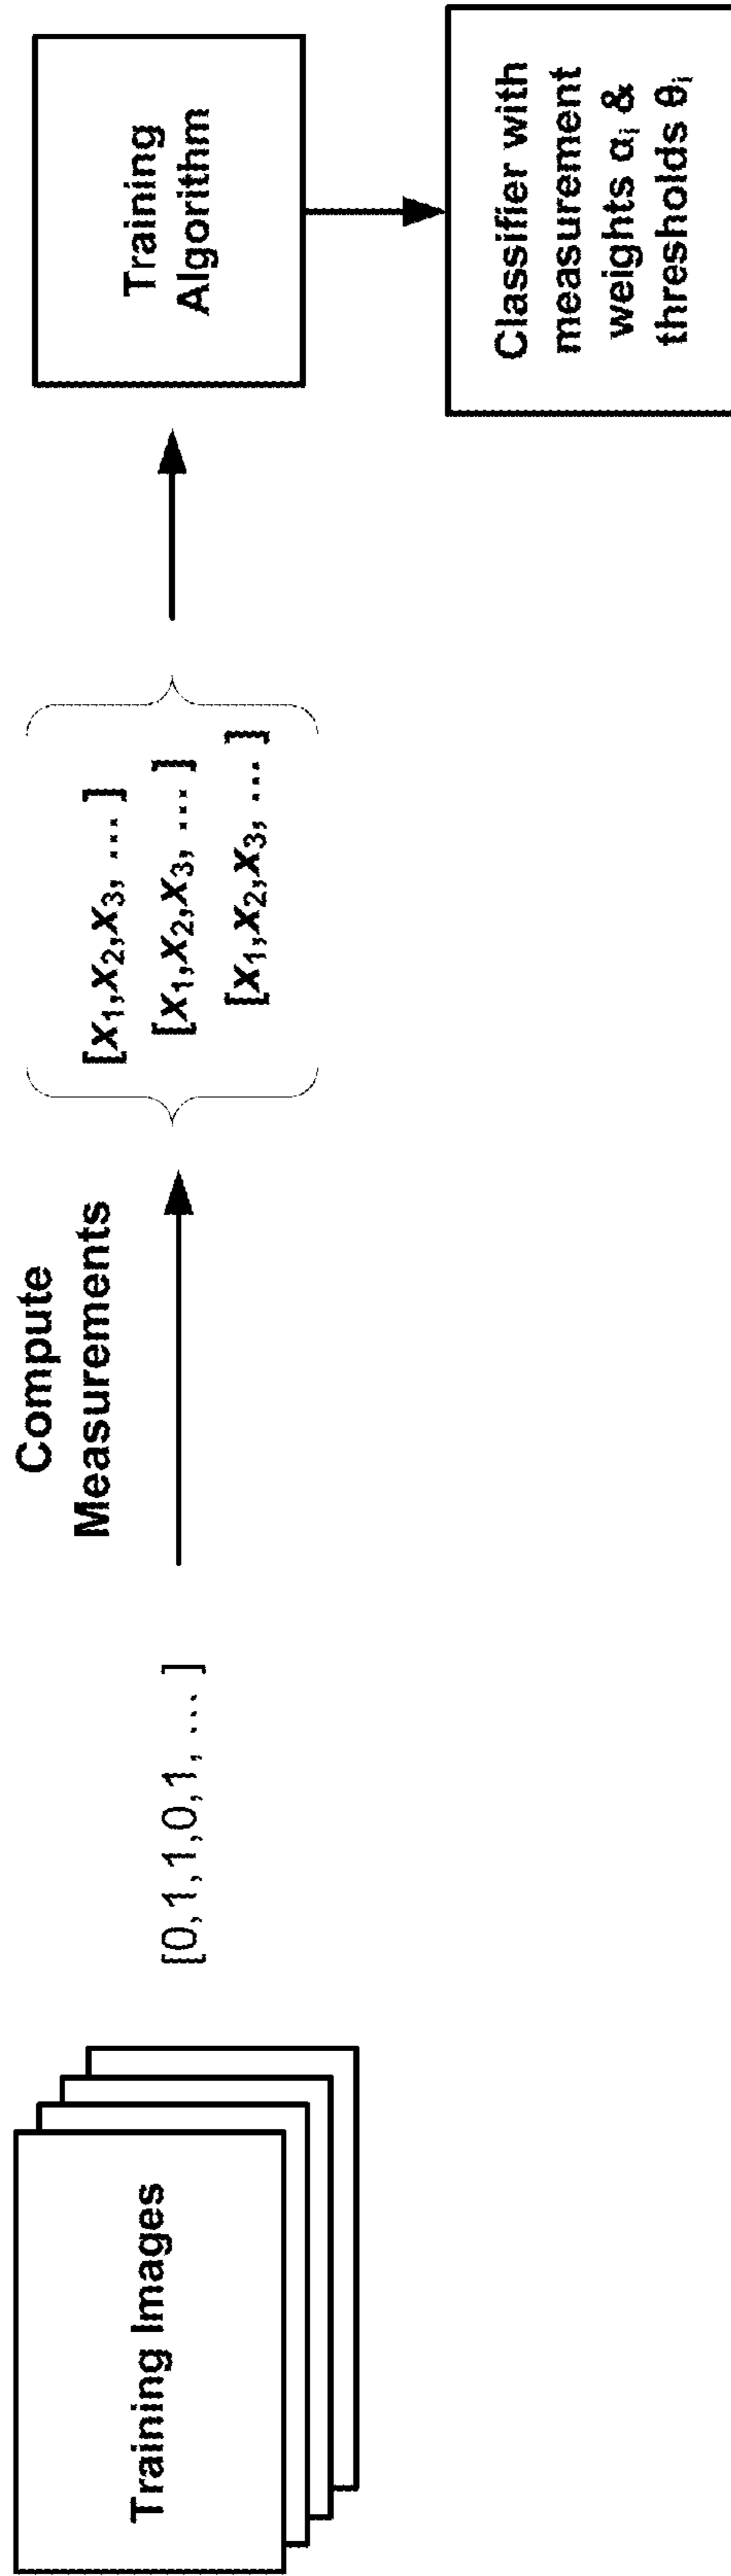 Training Images
[0,1,1,0,1, ... ]
Compute
Measurements
[x₁,x₂,x₃, ... ]
[x₁,x₂,x₃, ... ]
[x₁,x₂,x₃, ... ]
Training
Algorithm
Classifier with
measurement
weights αᵢ &
thresholds θᵢ